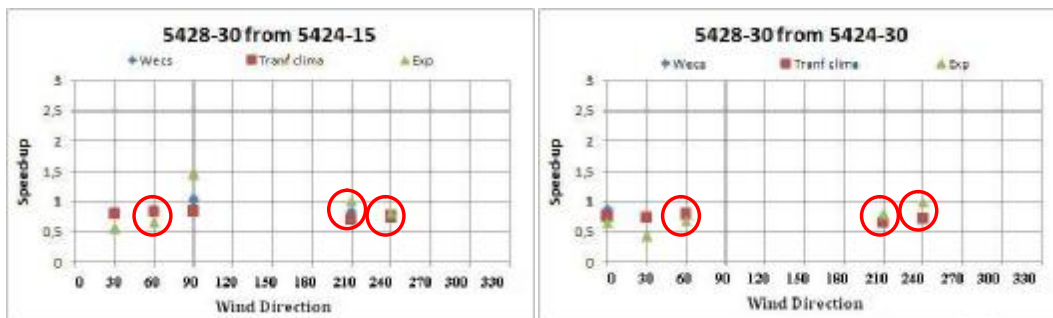 5428-30 from 5424-15
Wecs Tranf clima Exp
3
2,5
2
1,5
1
0,5
0
Speed-up
0 30 60 90 120 150 180 210 240 270 300 330
Wind Direction
5428-30 from 5424-30
Wecs Tranf clima Exp
3
2,5
2
1,5
1
0,5
0
Speed-up
0 30 60 90 120 150 180 210 240 270 300 330
Wind Direction